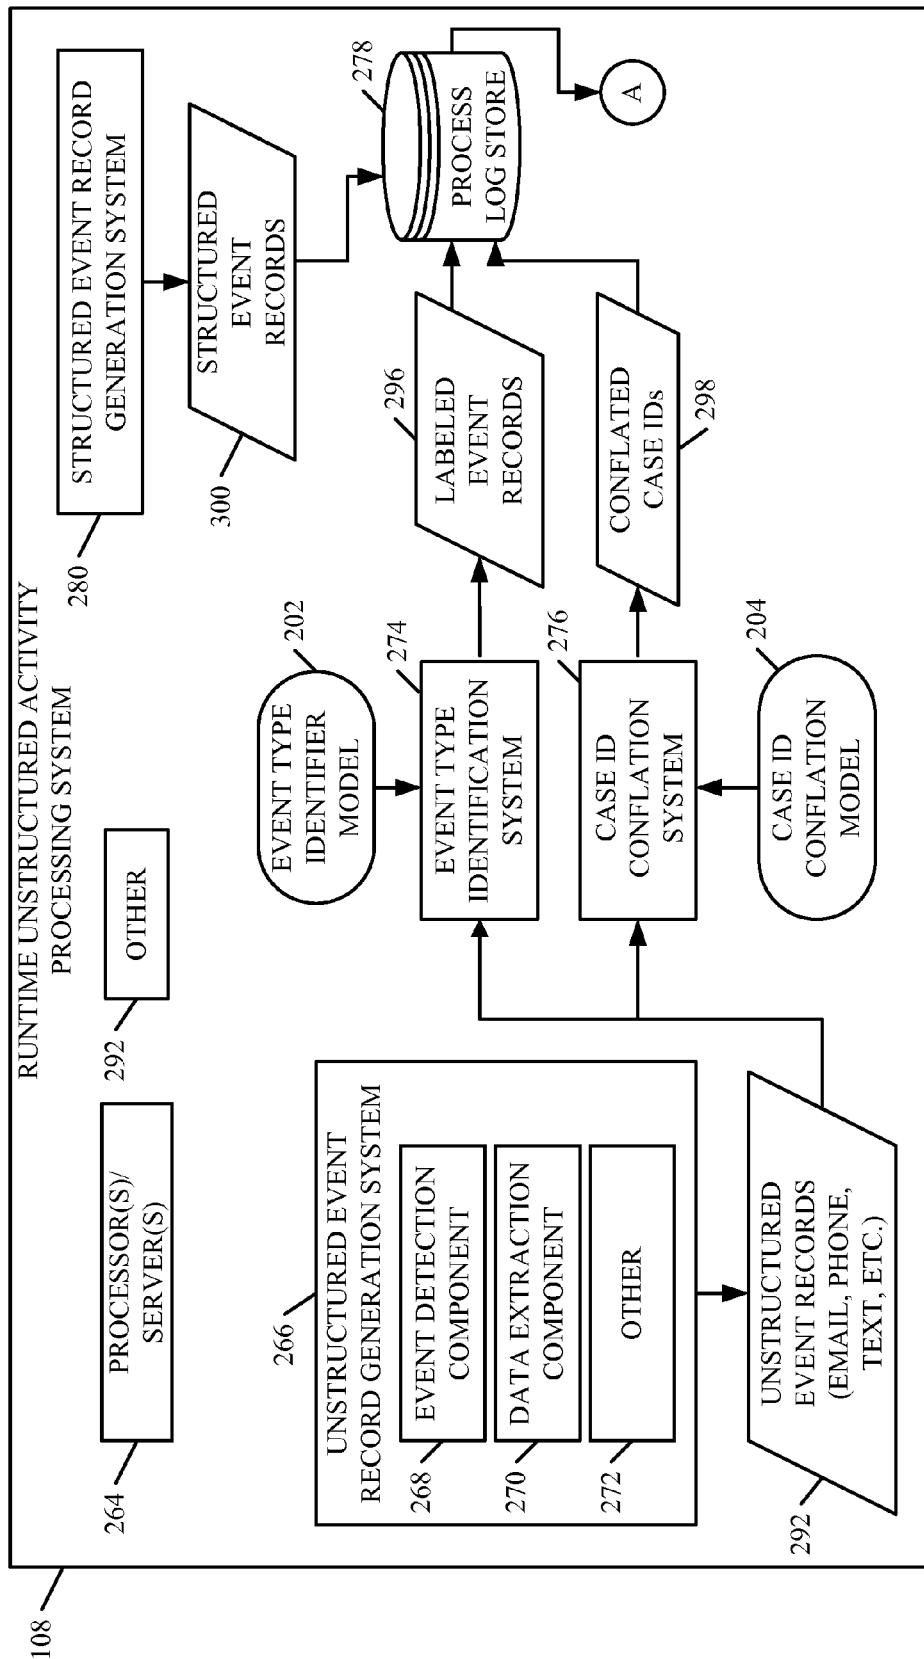 108
RUNTIME UNSTRUCTURED ACTIVITY
PROCESSING SYSTEM
264
PROCESSOR(S)/
SERVER(S)
292
OTHER
280
STRUCTURED EVENT RECORD
GENERATION SYSTEM
300
STRUCTURED
EVENT
RECORDS
266
UNSTRUCTURED EVENT
RECORD GENERATION SYSTEM
268
EVENT DETECTION
COMPONENT
270
DATA EXTRACTION
COMPONENT
272
OTHER
292
UNSTRUCTURED
EVENT RECORDS
(EMAIL, PHONE,
TEXT, ETC.)
202
EVENT TYPE
IDENTIFIER
MODEL
274
EVENT TYPE
IDENTIFICATION
SYSTEM
276
CASE ID
CONFLATION
SYSTEM
204
CASE ID
CONFLATION
MODEL
296
LABELED
EVENT
RECORDS
CONFLATED
CASE IDs
298
278
PROCESS
LOG STORE
A